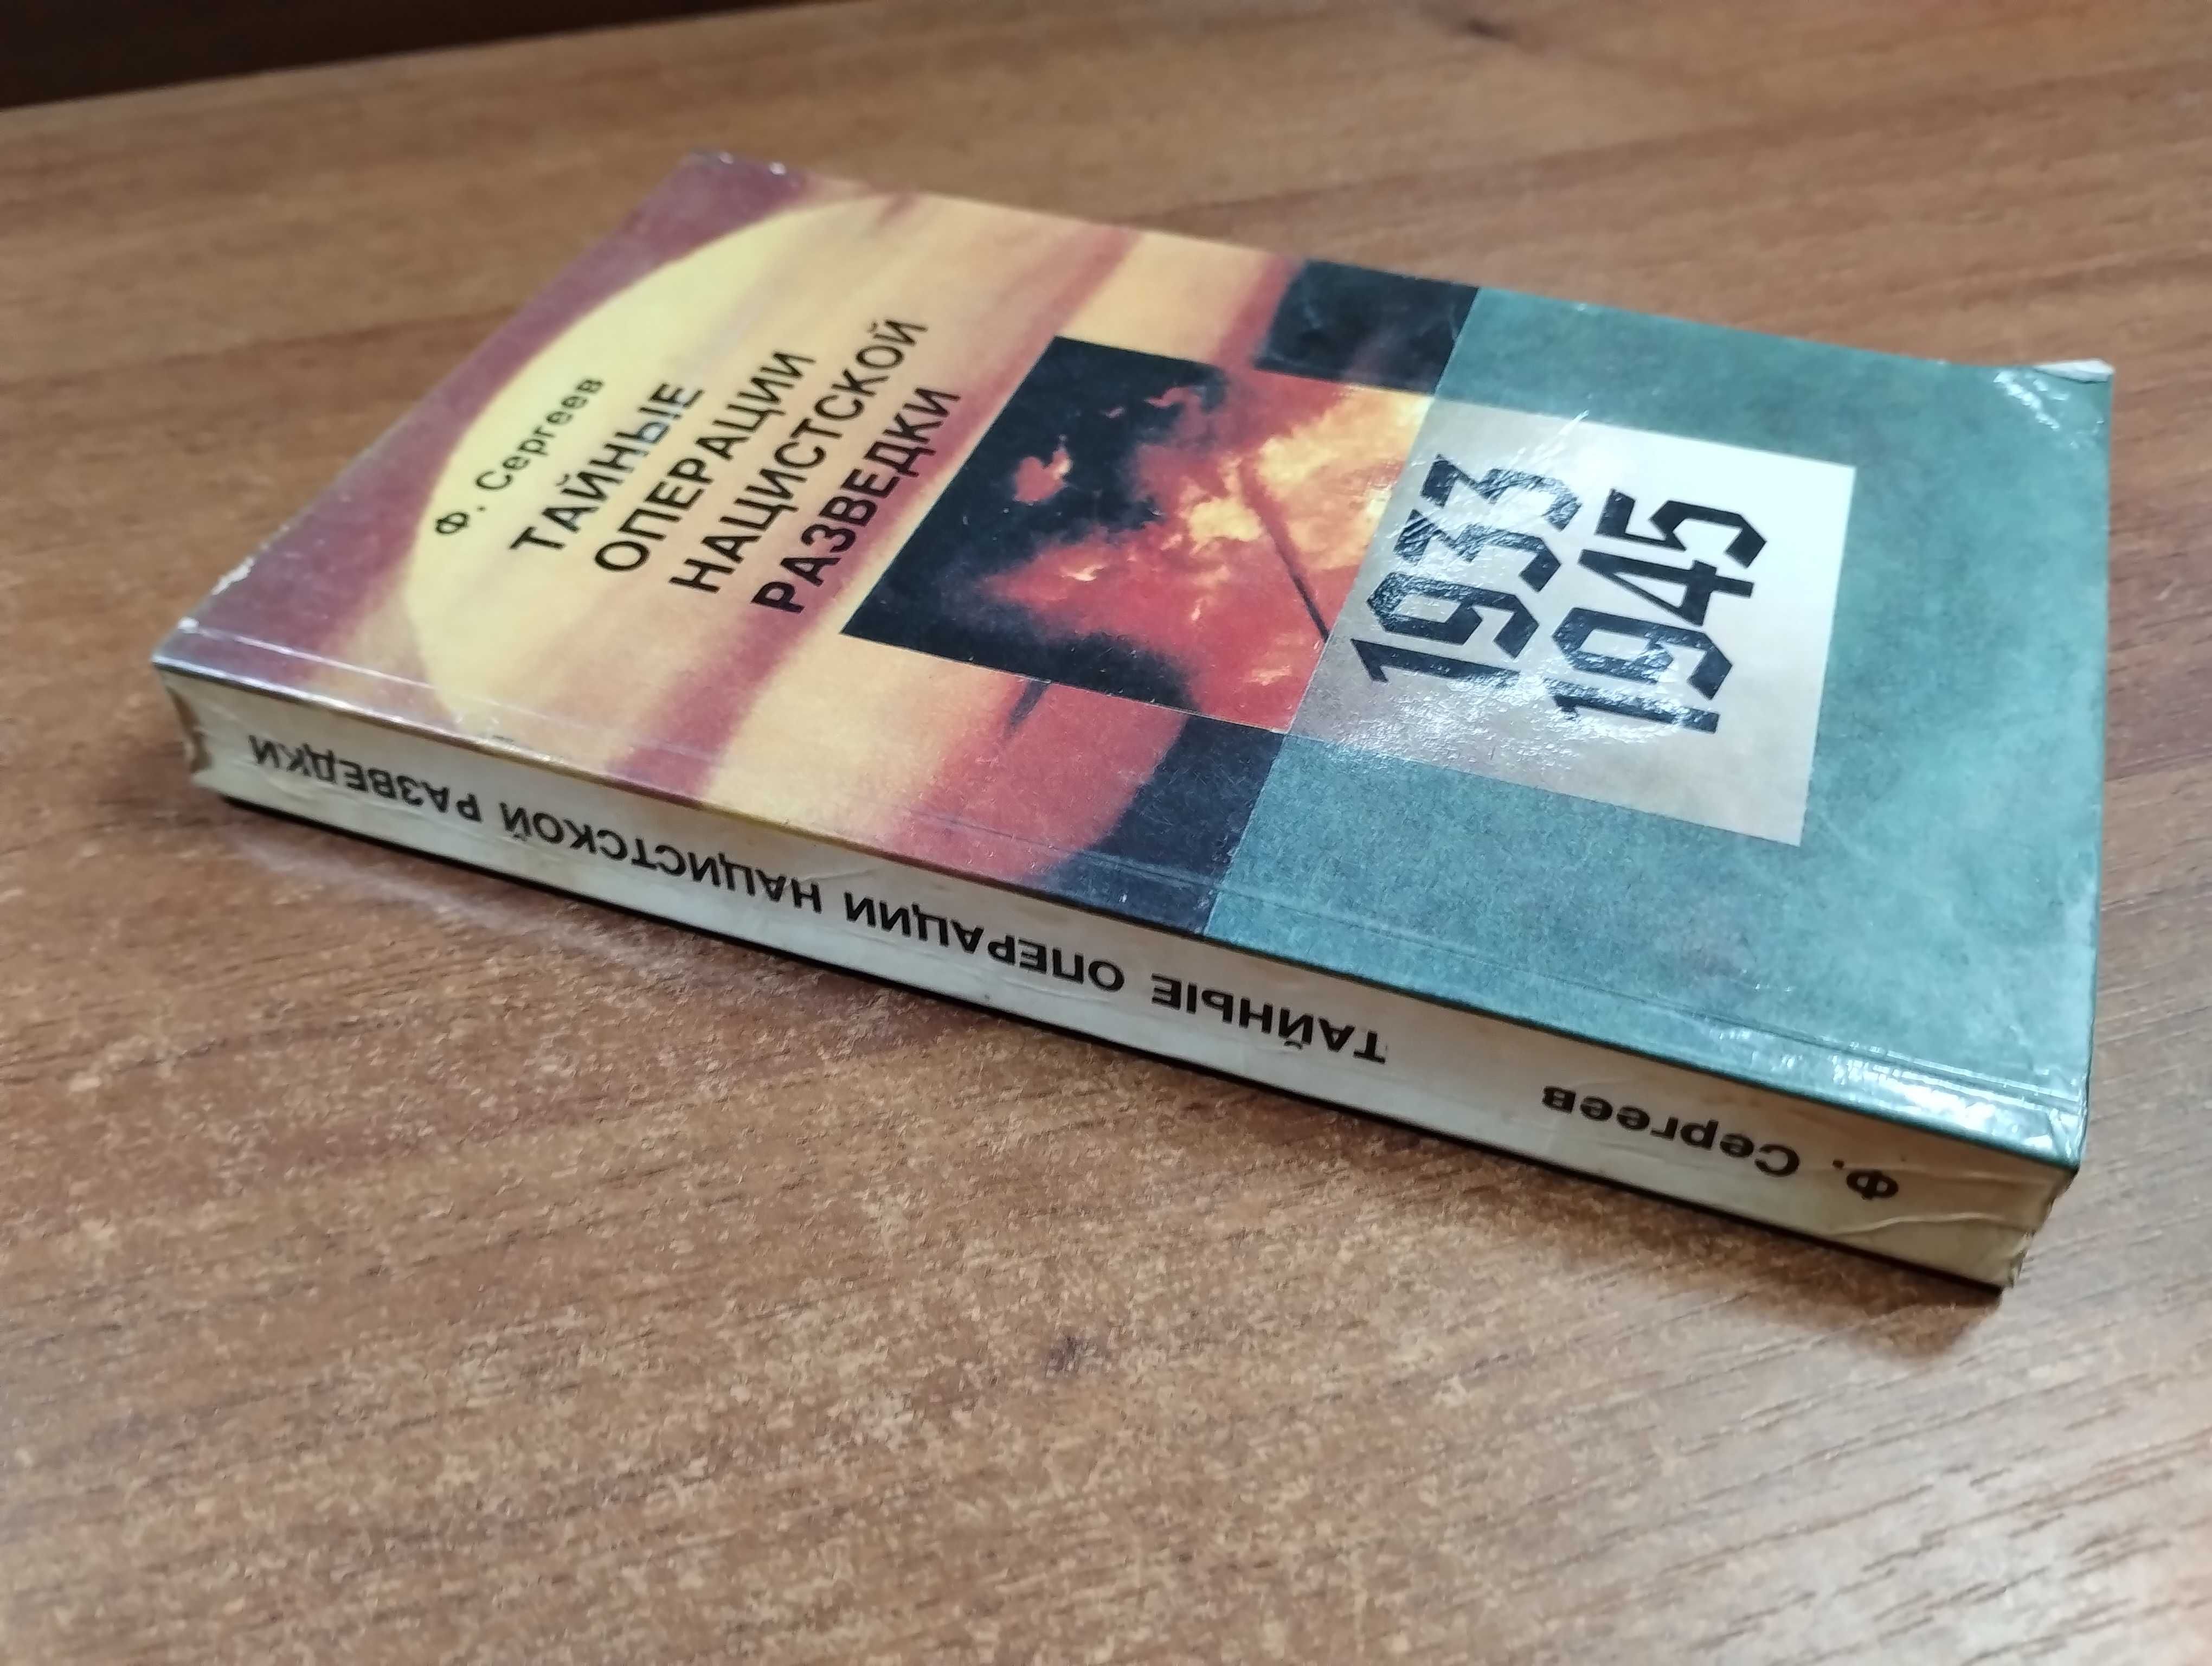 Ф. Сергеев
ТАЙНЫЕ
ОПЕРАЦИИ
НАЦИСТСКОЙ
РАЗВЕДКИ
1933
1945
Ф. Сергеев ТАЙНЫЕ ОПЕРАЦИИ НАЦИСТСКОЙ РАЗВЕДКИ